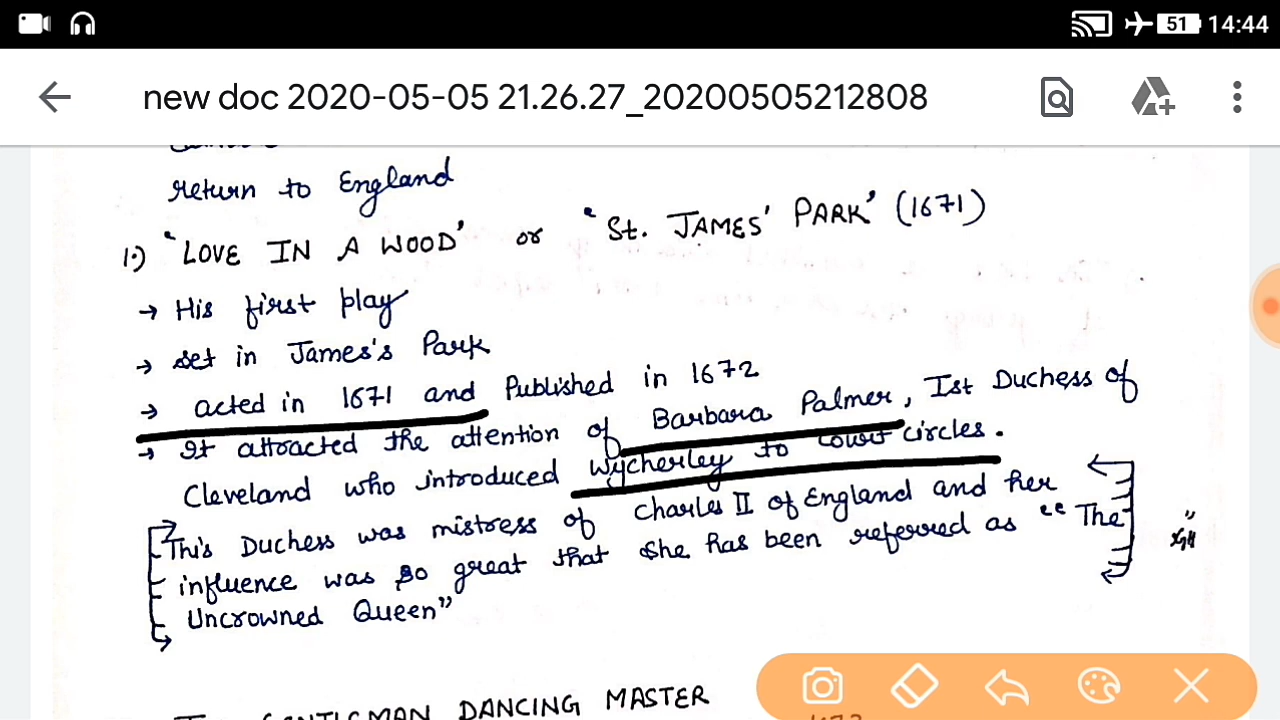 51 14:44
new doc 2020-05-05 21.26.27_20200505212808
return to England
1.) 'LOVE IN A WOOD' or 'St. JAMES' PARK' (1671)
→ His first play
→ set in James's Park
→ acted in 1671 and Published in 1672
→ It attracted the attention of Barbara Palmer, Ist Duchess of
Cleveland who introduced Wycherley to court circles.
This Duchess was mistress of Charles II of England and her
influence was so great that she has been referred as "The
Uncrowned Queen"
GENTLEMAN DANCING MASTER